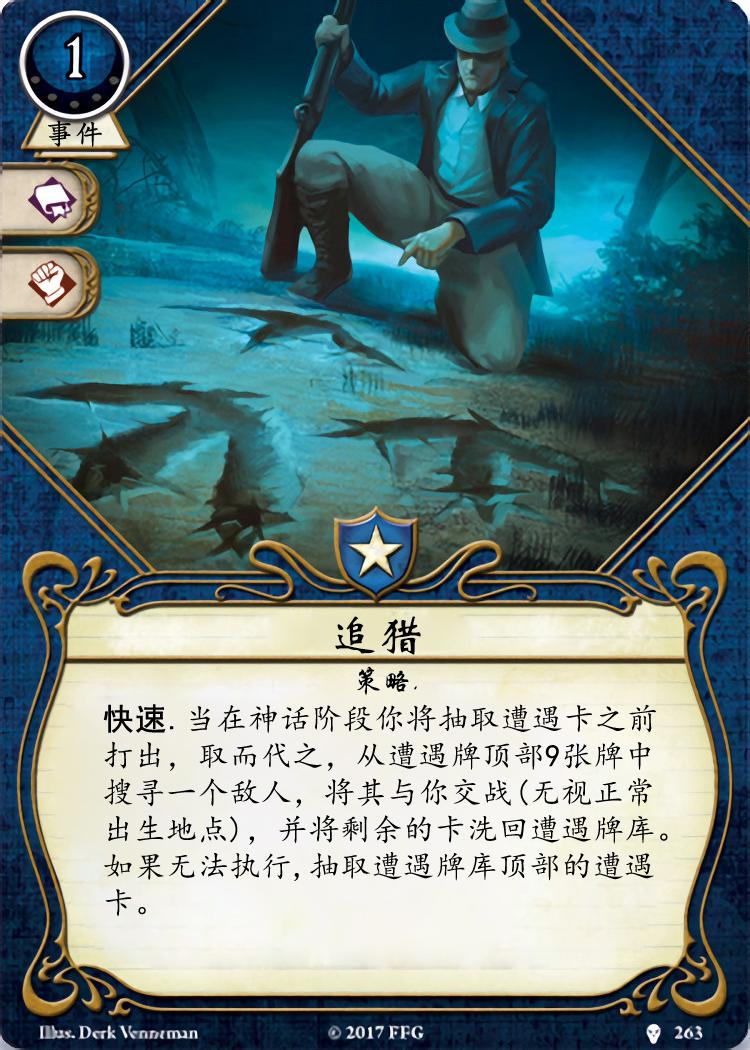 1
事件
追猎
策略.
快速. 当在神话阶段你将抽取遭遇卡之前
打出，取而代之，从遭遇牌顶部9张牌中
搜寻一个敌人，将其与你交战(无视正常
出生地点)，并将剩余的卡洗回遭遇牌库。
如果无法执行,抽取遭遇牌库顶部的遭遇
卡。
Illus. Derk Venneman © 2017 FFG 263